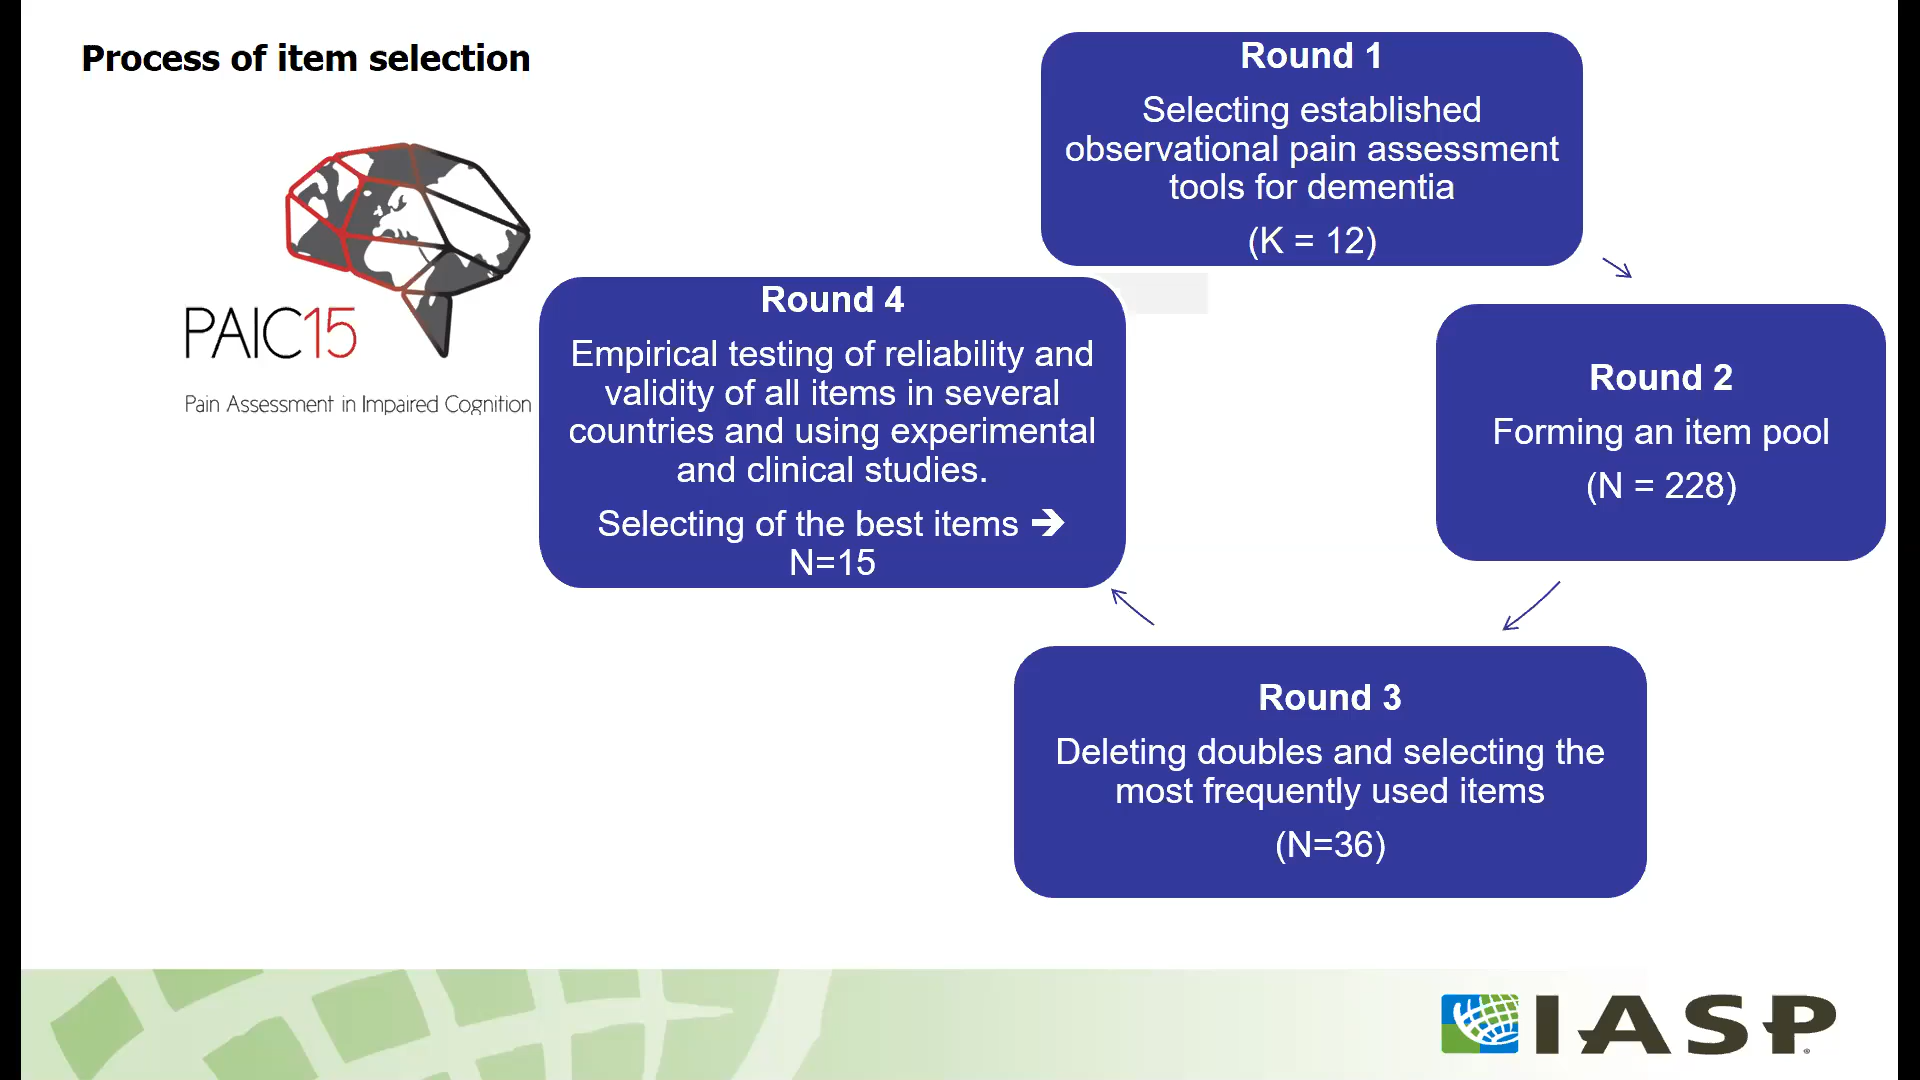 Process of item selection
PAIC15
Pain Assessment in Impaired Cognition
Round 1
Selecting established
observational pain assessment
tools for dementia
(K = 12)
Round 2
Forming an item pool
(N = 228)
Round 3
Deleting doubles and selecting the
most frequently used items
(N=36)
Round 4
Empirical testing of reliability and
validity of all items in several
countries and using experimental
and clinical studies.
Selecting of the best items ➔
N=15
IASP